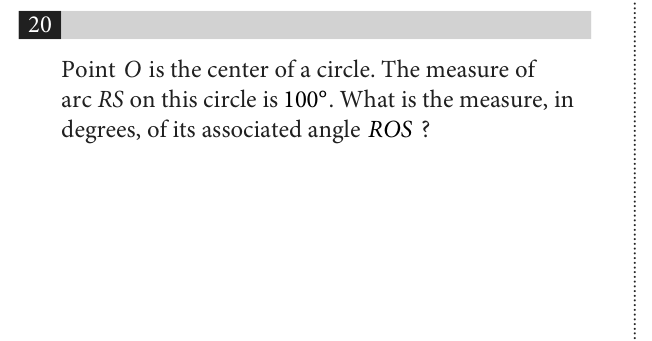 20
Point O is the center of a circle. The measure of
arc RS on this circle is 100°. What is the measure, in
degrees, of its associated angle ROS ?